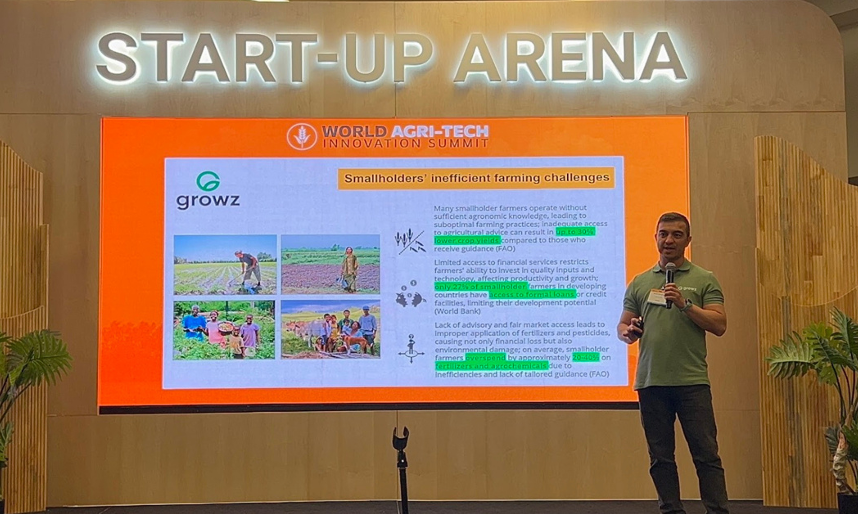 START-UP ARENA
WORLD AGRI-TECH
INNOVATION SUMMIT
growz
Smallholders' inefficient farming challenges
Many smallholder farmers operate without
sufficient agronomic knowledge, leading to
suboptimal farming practices; inadequate access
to agricultural advice can result in up to 30%
lower crop yields compared to those who
receive guidance (FAO)
Limited access to financial services restricts
farmers' ability to invest in quality inputs and
technology, affecting productivity and growth;
only 22% of smallholder farmers in developing
countries have access to formal loans or credit
facilities, limiting their development potential
(World Bank)
Lack of advisory and fair market access leads to
improper application of fertilizers and pesticides,
causing not only financial loss but also
environmental damage; on average, smallholder
farmers overspend by approximately 20-40% on
fertilizers and agrochemicals due to
inefficiencies and lack of tailored guidance (FAO)